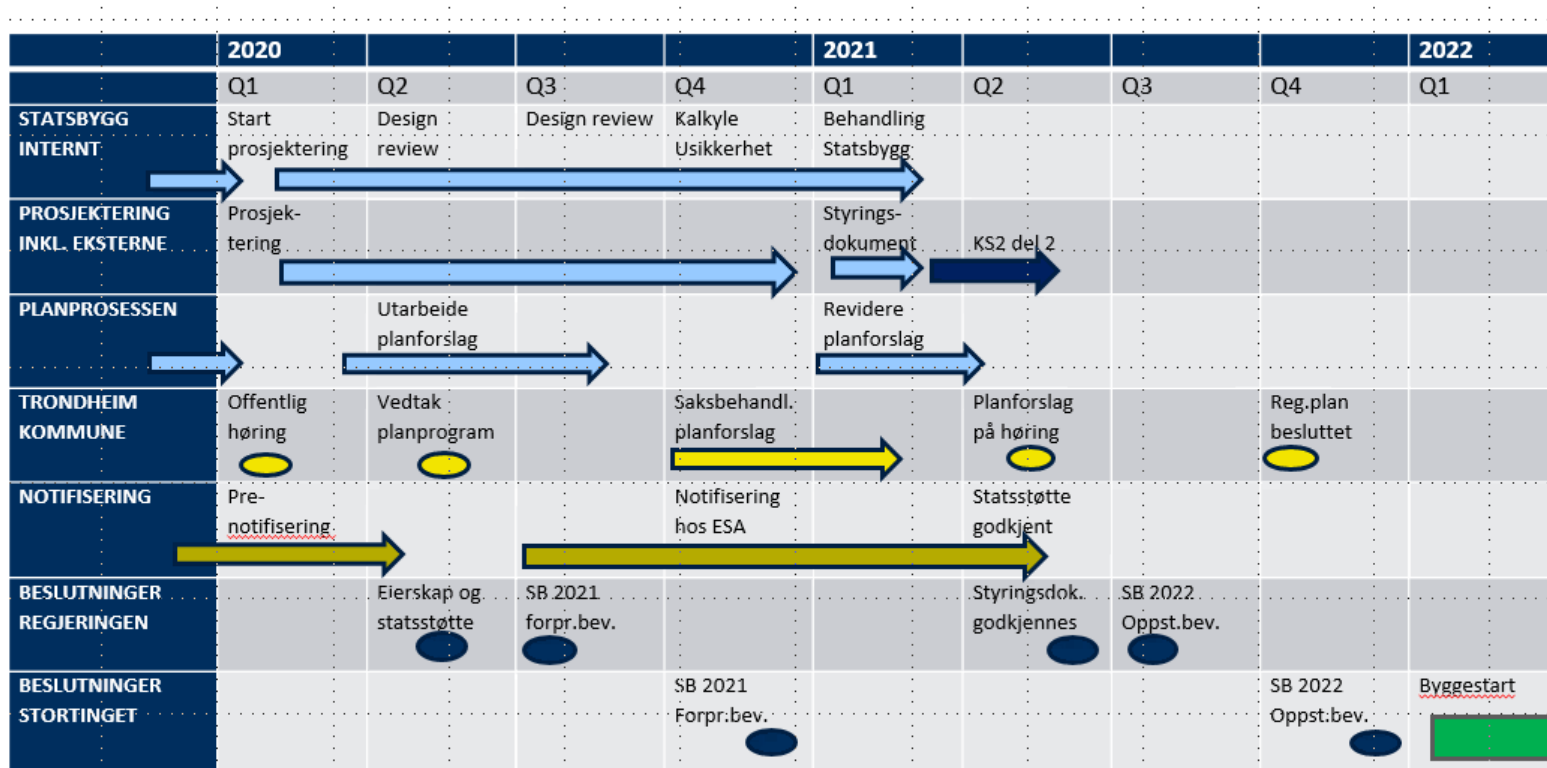 2020 2021 2022
Q1 Q2 Q3 Q4 Q1 Q2 Q3 Q4 Q1
STATSBYGG Start Design Design review Kalkyle Behandling
INTERNT prosjektering review Usikkerhet Statsbygg
PROSJEKTERING Prosjek- Styrings-
INKL. EKSTERNE tering dokument KS2 del 2
PLANPROSESSEN Utarbeide Revidere
planforslag planforslag
TRONDHEIM Offentlig Vedtak Saksbehandl. Planforslag Reg.plan
KOMMUNE høring planprogram planforslag på høring besluttet
NOTIFISERING Pre- Notifisering Statsstøtte
notifisering hos ESA godkjent
BESLUTNINGER Eierskap og SB 2021 Styringsdok. SB 2022
REGJERINGEN statsstøtte forpr.bev. godkjennes Oppst.bev.
BESLUTNINGER SB 2021 SB 2022 Byggestart
STORTINGET Forpr.bev. Oppst.bev.